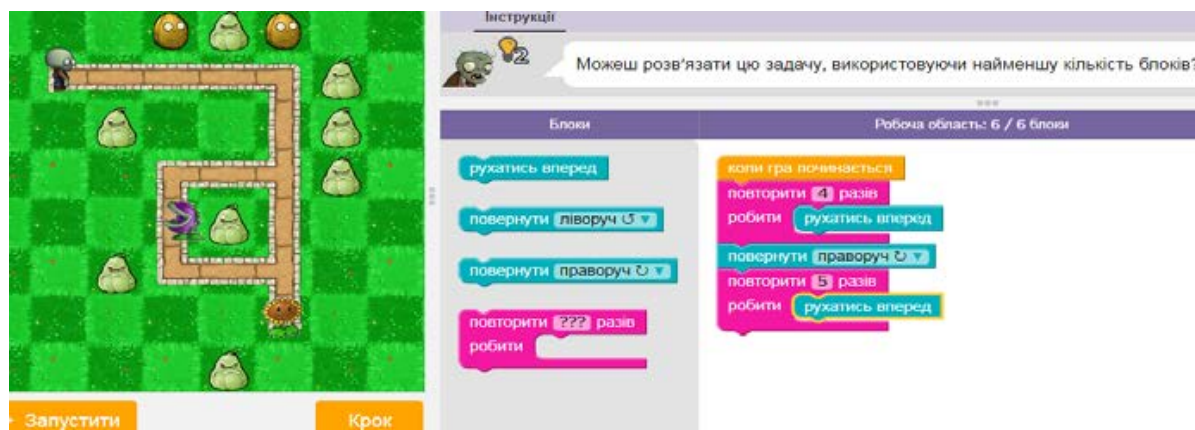 Інструкції
2
Можеш розв'язати цю задачу, використовуючи найменшу кількість блоків?
Блоки
Робоча область: 6 / 6 блоки
рухатись вперед
повернути ліворуч ↺ ▼
повернути праворуч ↻ ▼
повторити ??? разів
робити
коли гра починається
повторити 4 разів
робити рухатись вперед
повернути праворуч ↻ ▼
повторити 5 разів
робити рухатись вперед
Запустити
Крок